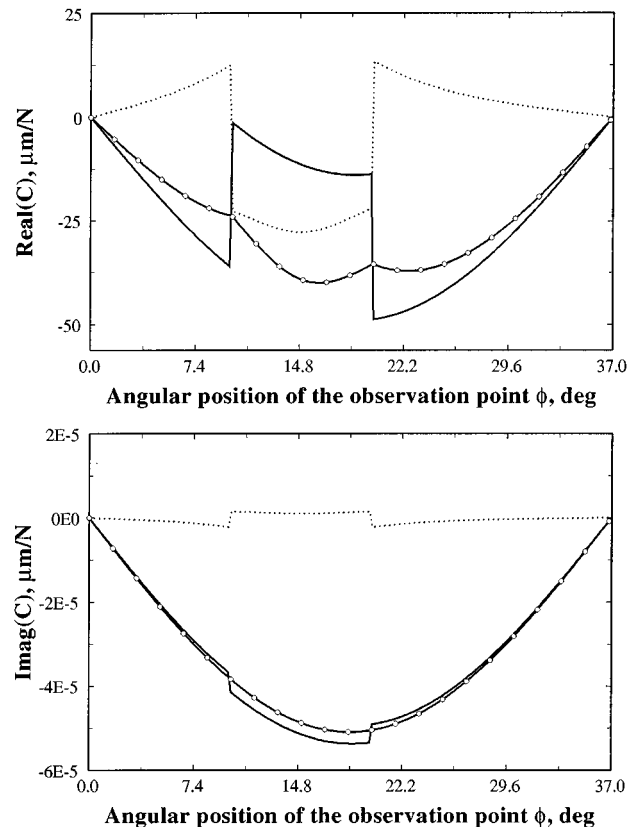 25
0
-25
-50
Real(C), μm/N
0.0 7.4 14.8 22.2 29.6 37.0
Angular position of the observation point ϕ, deg
2E-5
0E0
-2E-5
-4E-5
-6E-5
Imag(C), μm/N
0.0 7.4 14.8 22.2 29.6 37.0
Angular position of the observation point ϕ, deg